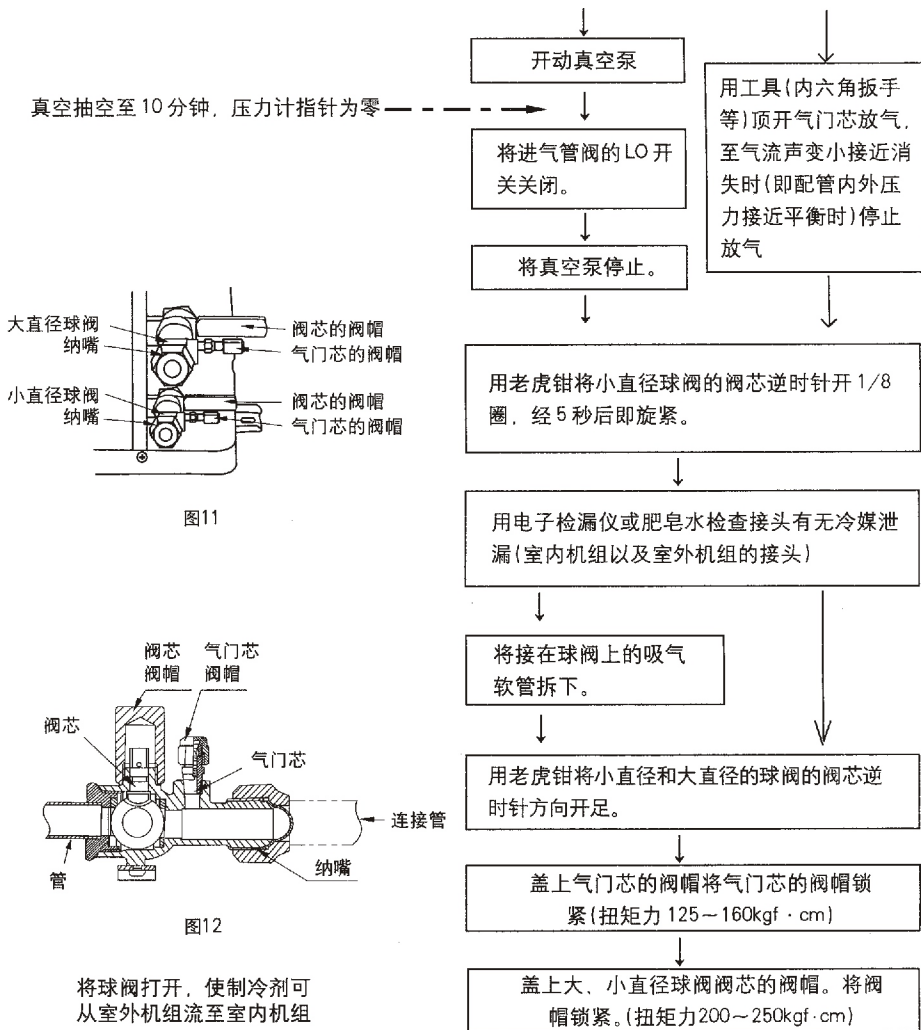 开动真空泵
真空抽空至10分钟，压力计指针为零
将进气管阀的LO开
关关闭。
将真空泵停止。
用工具(内六角扳手
等)顶开气门芯放气，
至气流声变小接近消
失时(即配管内外压
力接近平衡时)停止
放气
大直径球阀
纳嘴
阀芯的阀帽
气门芯的阀帽
小直径球阀
纳嘴
阀芯的阀帽
气门芯的阀帽
图11
用老虎钳将小直径球阀的阀芯逆时针开1/8
圈，经5秒后即旋紧。
用电子检漏仪或肥皂水检查接头有无冷媒泄
漏(室内机组以及室外机组的接头)
将接在球阀上的吸气
软管拆下。
阀芯
阀帽
气门芯
阀帽
阀芯
气门芯
连接管
纳嘴
管
图12
用老虎钳将小直径和大直径的球阀的阀芯逆
时针方向开足。
盖上气门芯的阀帽将气门芯的阀帽锁
紧(扭矩力125~160kgf·cm)
将球阀打开，使制冷剂可
从室外机组流至室内机组
盖上大、小直径球阀阀芯的阀帽。将阀
帽锁紧。(扭矩力200~250kgf·cm)